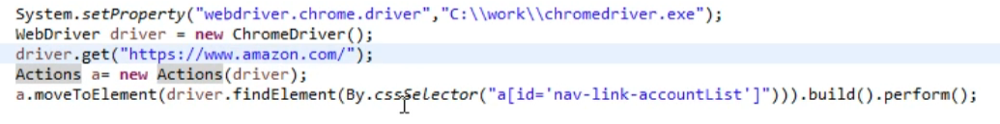 System.setProperty("webdriver.chrome.driver","C:\\work\\chromedriver.exe");
WebDriver driver = new ChromeDriver();
driver.get("https://www.amazon.com/");
Actions a= new Actions(driver);
a.moveToElement(driver.findElement(By.cssSelector("a[id='nav-link-accountList']"))).build().perform();